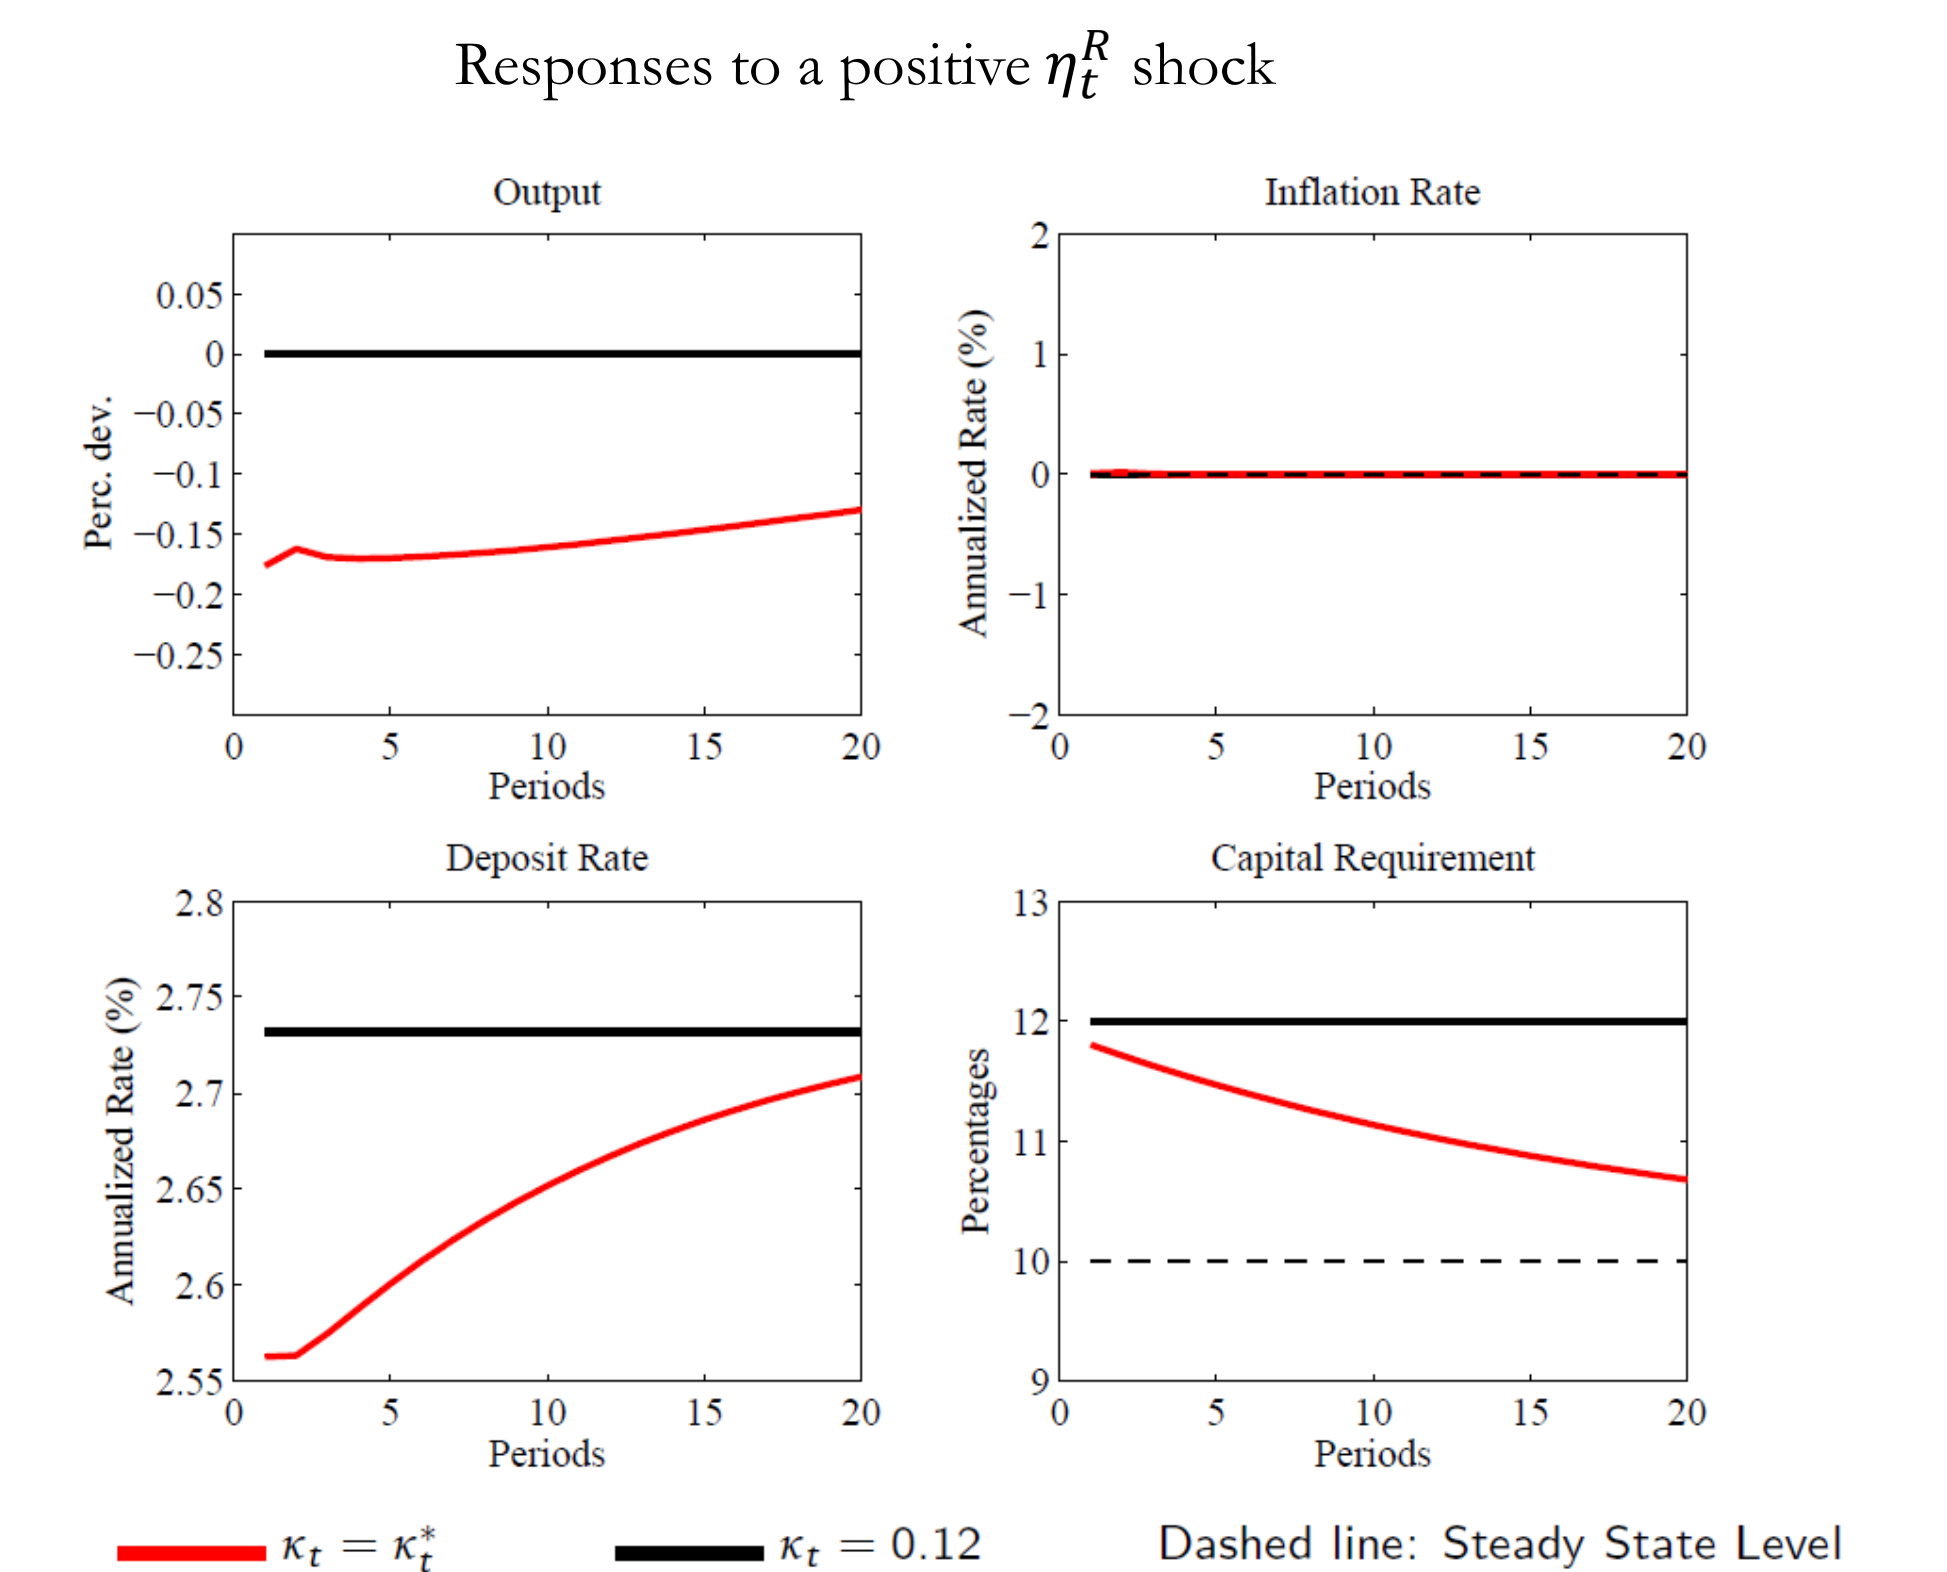 Responses to a positive η_t^R shock
Output
Perc. dev.
0.05
0
−0.05
−0.1
−0.15
−0.2
−0.25
0 5 10 15 20
Periods
Inflation Rate
Annualized Rate (%)
2
1
0
−1
−2
0 5 10 15 20
Periods
Deposit Rate
Annualized Rate (%)
2.8
2.75
2.7
2.65
2.6
2.55
0 5 10 15 20
Periods
Capital Requirement
Percentages
13
12
11
10
9
0 5 10 15 20
Periods
κ_t = κ_t^* κ_t = 0.12 Dashed line: Steady State Level